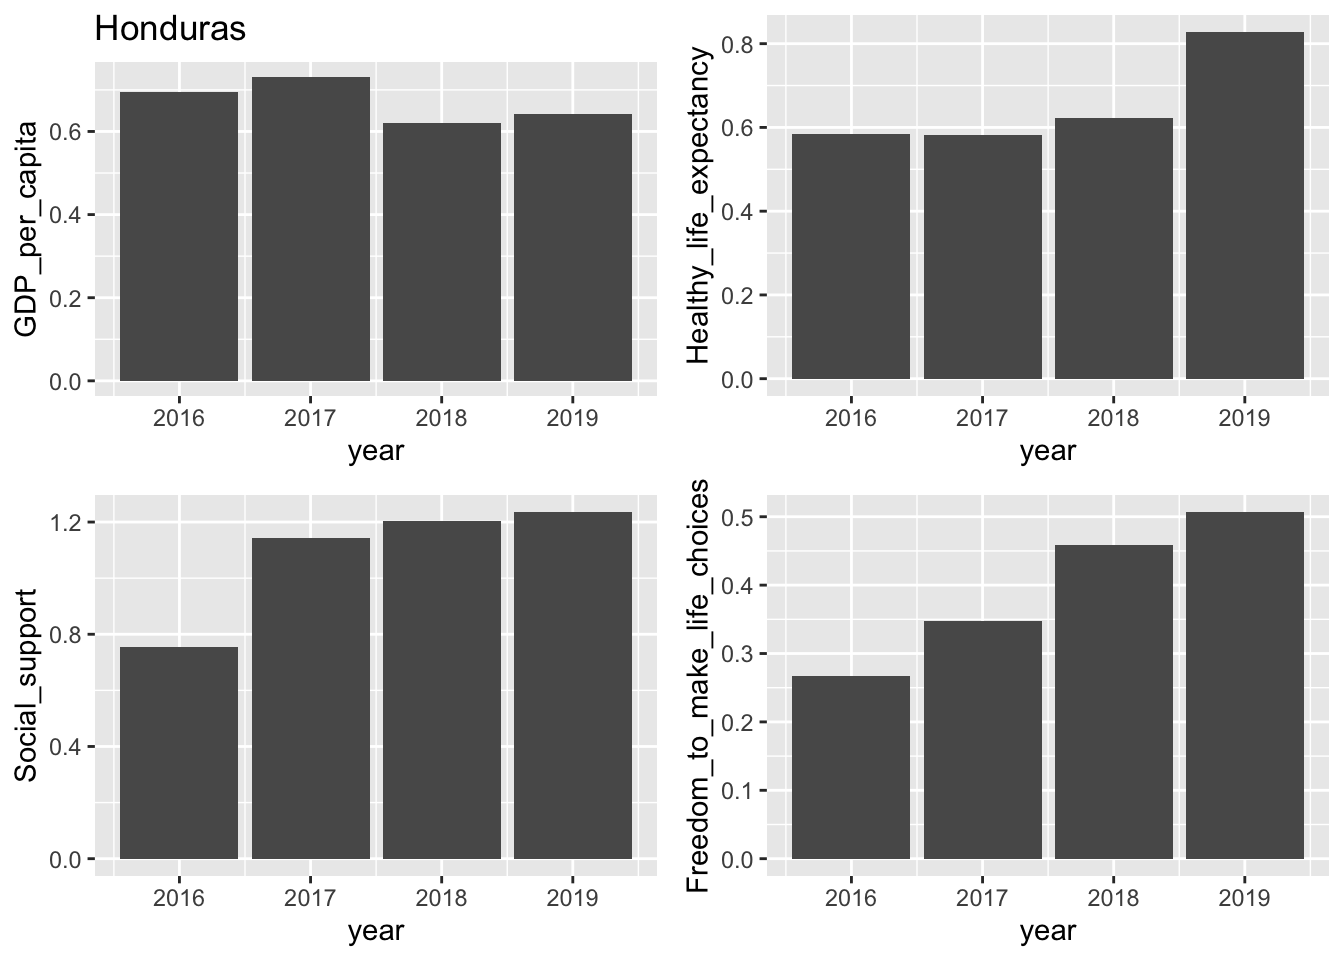 Honduras
GDP_per_capita
0.6
0.4
0.2
0.0
2016 2017 2018 2019
year
Healthy_life_expectancy
0.8
0.6
0.4
0.2
0.0
2016 2017 2018 2019
year
Social_support
1.2
0.8
0.4
0.0
2016 2017 2018 2019
year
Freedom_to_make_life_choices
0.5
0.4
0.3
0.2
0.1
0.0
2016 2017 2018 2019
year